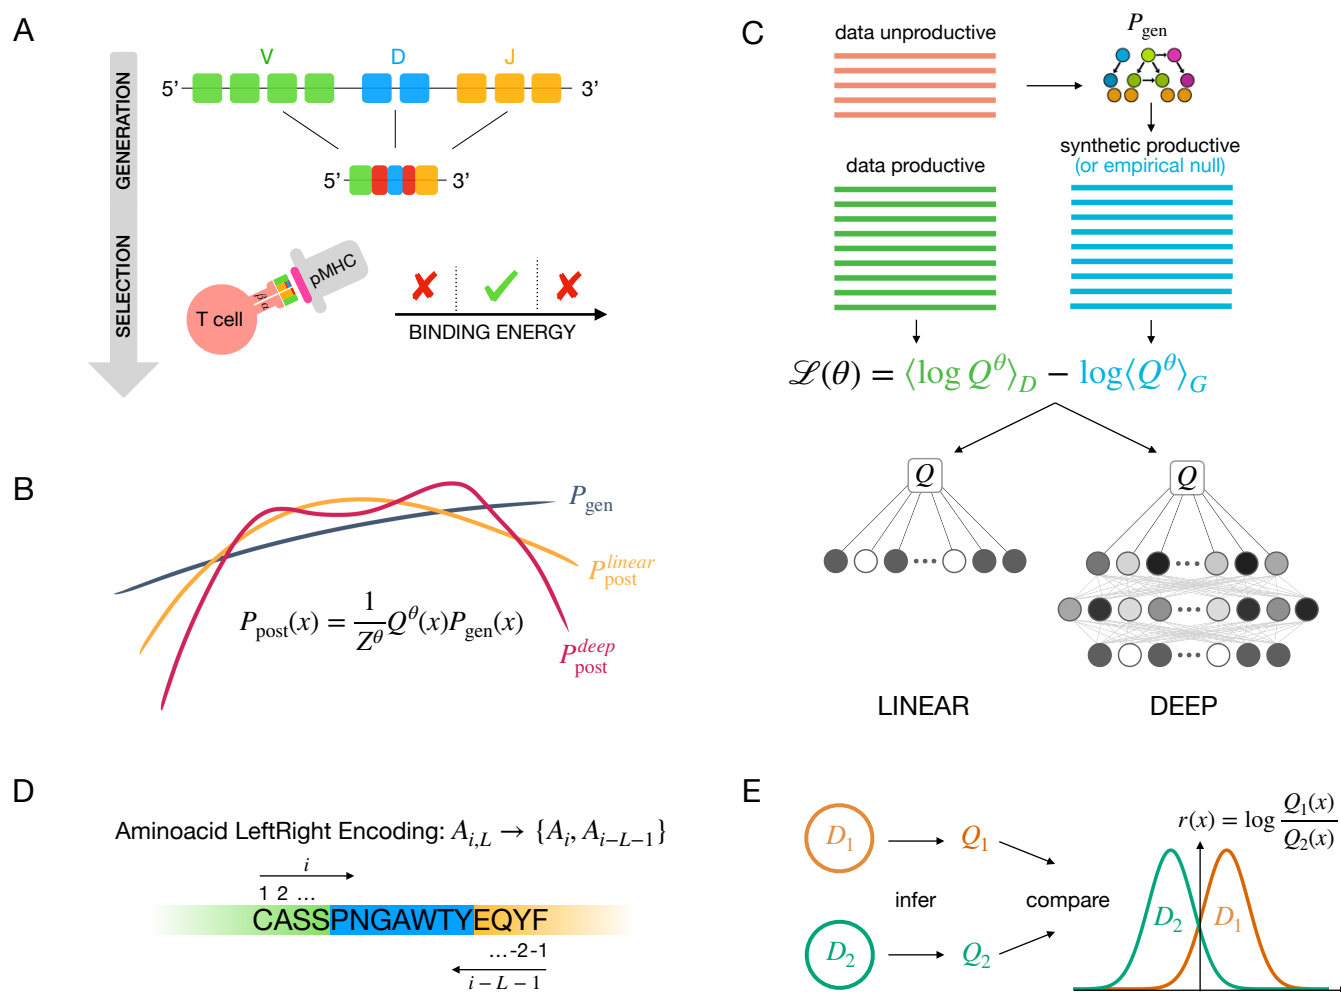 A
GENERATION
SELECTION
V D J
5’ 3’
5’ 3’
T cell
β α
pMHC
BINDING ENERGY
B
P_gen
P_post^linear
P_post(x) = 1/Z^θ Q^θ(x)P_gen(x)
P_post^deep
C
data unproductive
P_gen
data productive
synthetic productive
(or empirical null)
ℒ(θ) = ⟨log Q^θ⟩_D − log⟨Q^θ⟩_G
Q Q
LINEAR DEEP
D
Aminoacid LeftRight Encoding: A_{i,L} → {A_i, A_{i−L−1}}
i
1 2 ...
CASSPNGAWTYEQYF
...-2-1
i − L − 1
E
r(x) = log Q_1(x)/Q_2(x)
D_1 Q_1
infer compare
D_2 Q_2
D_2 D_1